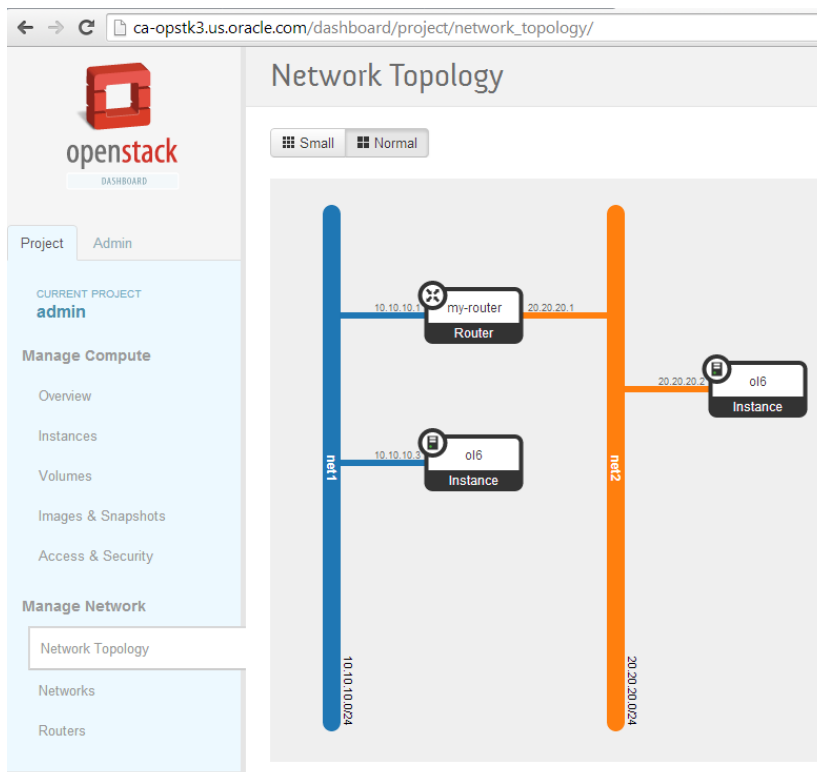 ca-opstk3.us.oracle.com/dashboard/project/network_topology/
openstack
DASHBOARD
Project Admin
CURRENT PROJECT
admin
Manage Compute
Overview
Instances
Volumes
Images & Snapshots
Access & Security
Manage Network
Network Topology
Networks
Routers
Network Topology
Small Normal
net1
10.10.10.0/24
10.10.10.1 my-router 20.20.20.1
Router
10.10.10.3 ol6
Instance
net2
20.20.20.0/24
20.20.20.2 ol6
Instance